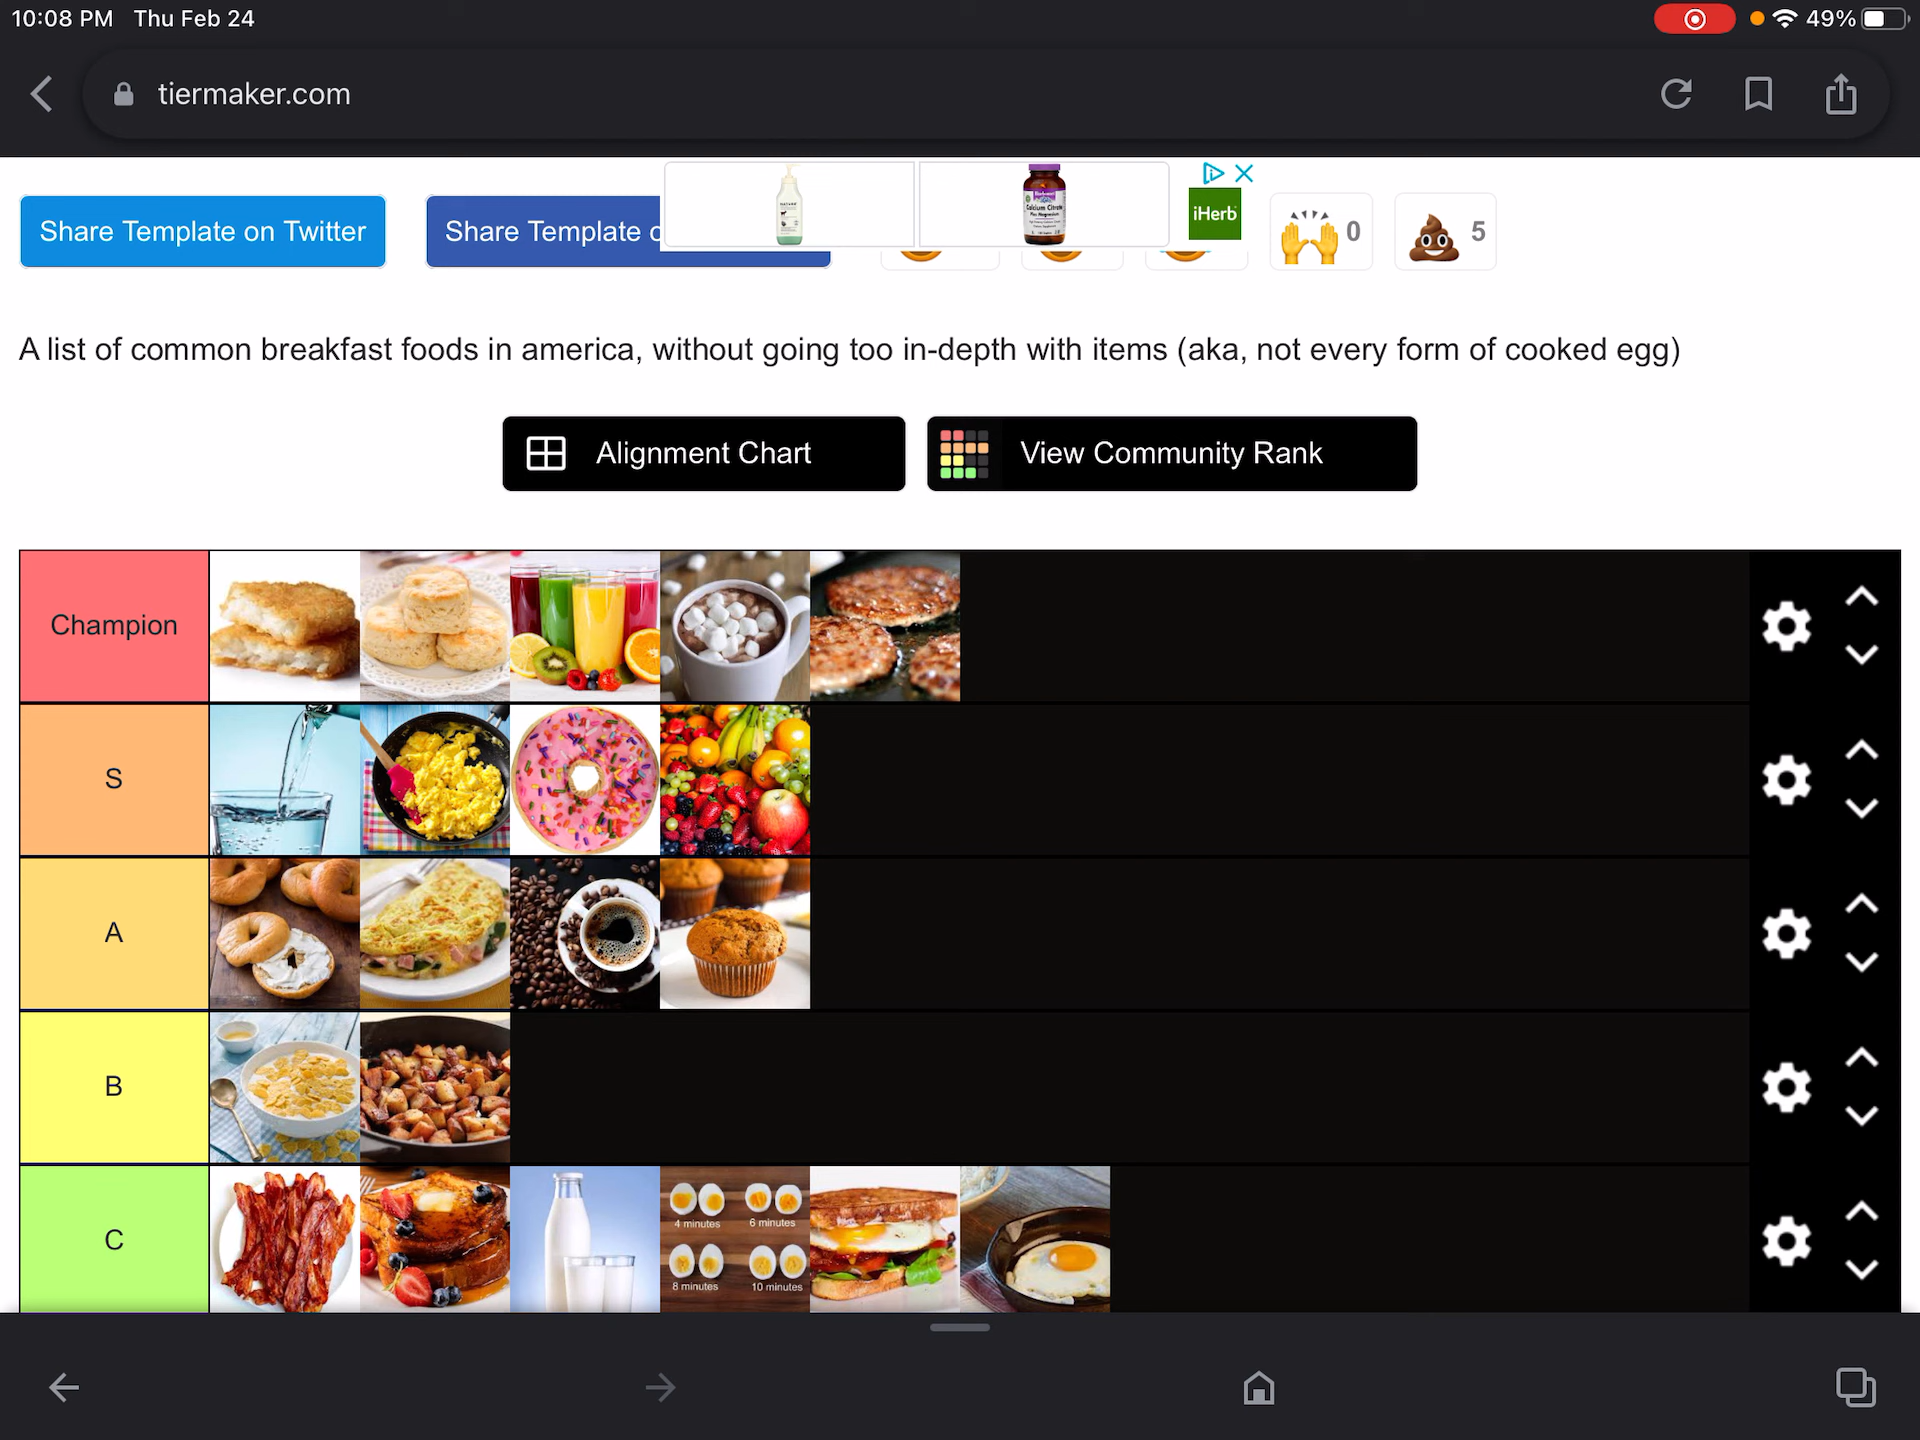 10:08 PM Thu Feb 24
49%
tiermaker.com
Share Template on Twitter
Share Template
Calcium Citrate
iHerb
0
5
A list of common breakfast foods in america, without going too in-depth with items (aka, not every form of cooked egg)
Alignment Chart
View Community Rank
Champion
S
A
B
C
4 minutes
6 minutes
8 minutes
10 minutes